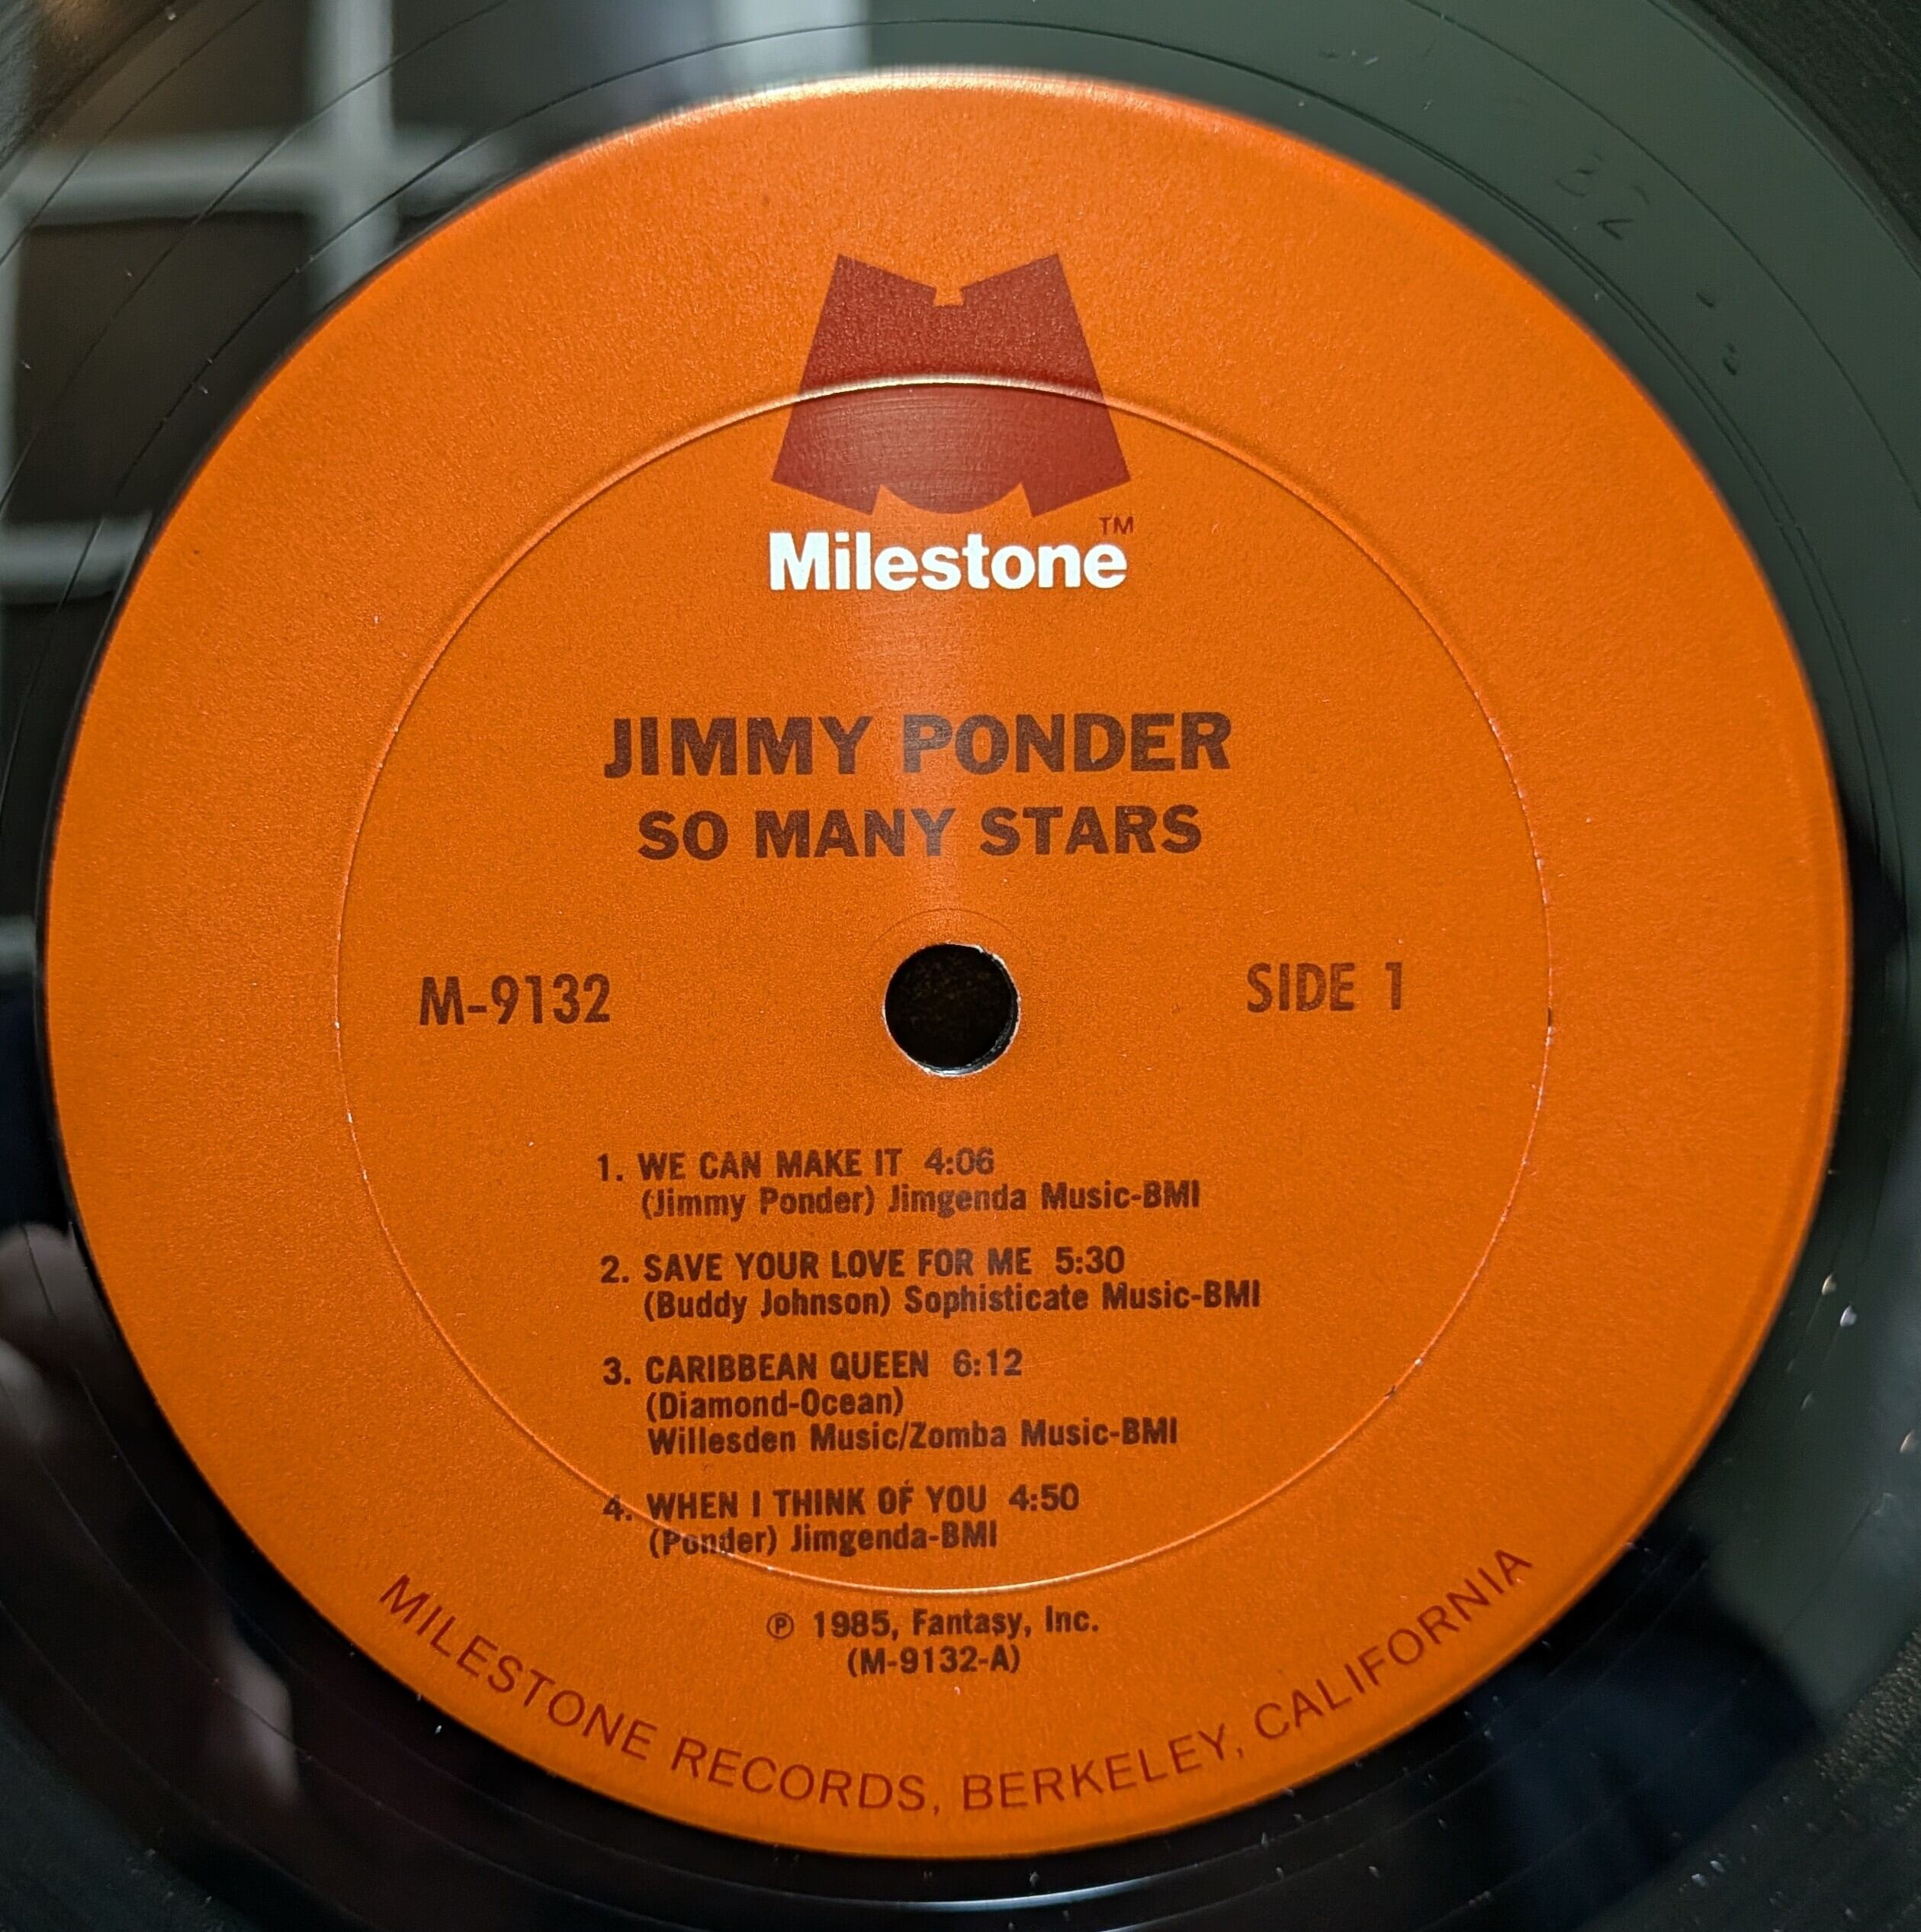 Milestone™
JIMMY PONDER
SO MANY STARS
M-9132
SIDE 1
1. WE CAN MAKE IT 4:06
(Jimmy Ponder) Jimgenda Music-BMI
2. SAVE YOUR LOVE FOR ME 5:30
(Buddy Johnson) Sophisticate Music-BMI
3. CARIBBEAN QUEEN 6:12
(Diamond-Ocean)
Willesden Music/Zomba Music-BMI
4. WHEN I THINK OF YOU 4:50
(Ponder) Jimgenda-BMI
℗ 1985, Fantasy, Inc.
(M-9132-A)
MILESTONE RECORDS, BERKELEY, CALIFORNIA